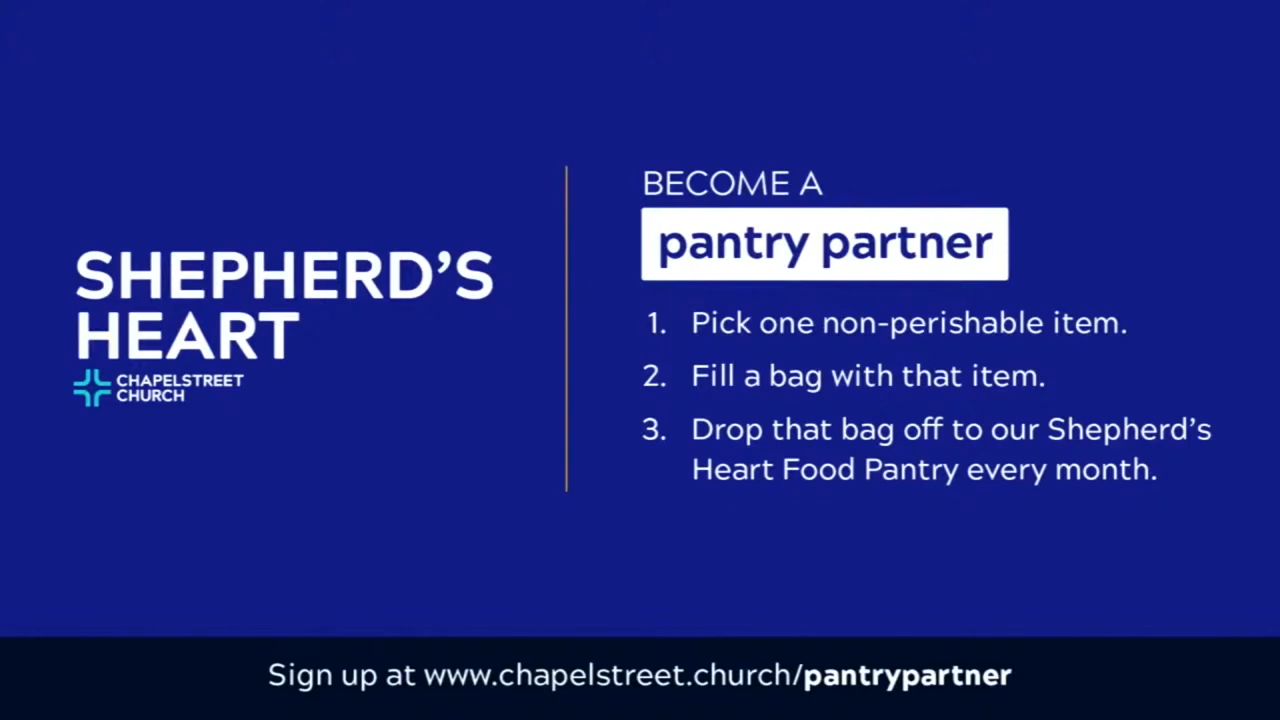 SHEPHERD'S
HEART
CHAPELSTREET
CHURCH
BECOME A
pantry partner
1. Pick one non-perishable item.
2. Fill a bag with that item.
3. Drop that bag off to our Shepherd's
Heart Food Pantry every month.
Sign up at www.chapelstreet.church/pantrypartner